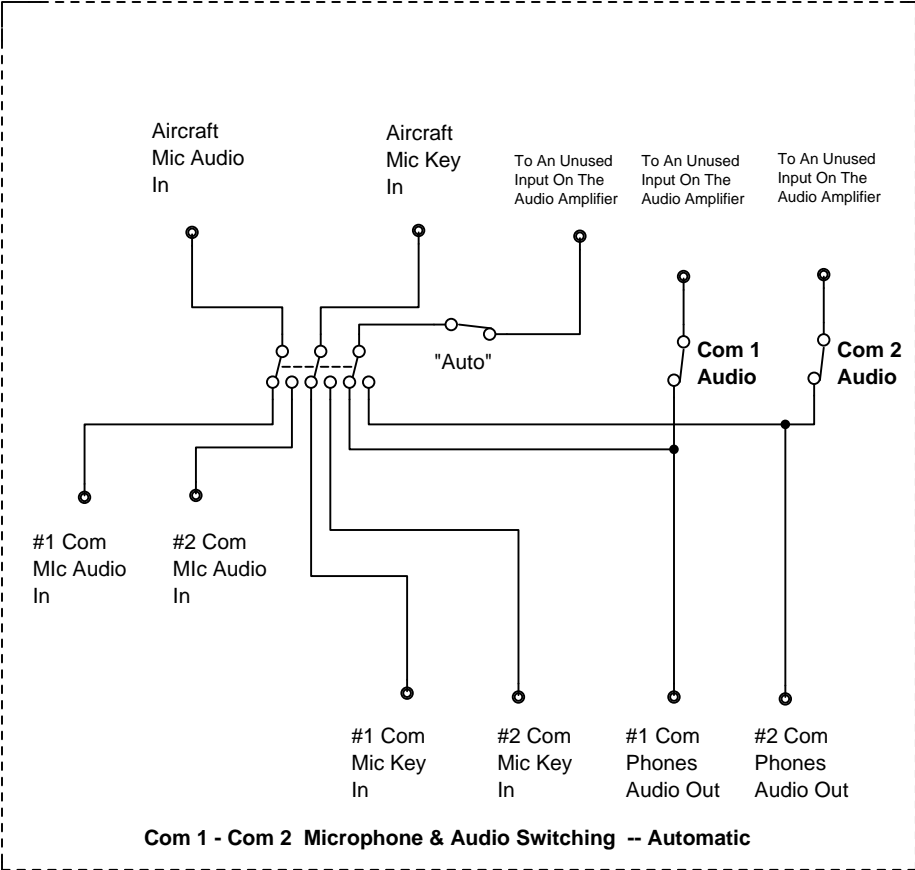 Aircraft
Mic Audio
In
Aircraft
Mic Key
In
To An Unused
Input On The
Audio Amplifier
To An Unused
Input On The
Audio Amplifier
To An Unused
Input On The
Audio Amplifier
"Auto"
Com 1
Audio
Com 2
Audio
#1 Com
MIc Audio
In
#2 Com
MIc Audio
In
#1 Com
Mic Key
In
#2 Com
Mic Key
In
#1 Com
Phones
Audio Out
#2 Com
Phones
Audio Out
Com 1 - Com 2 Microphone & Audio Switching -- Automatic